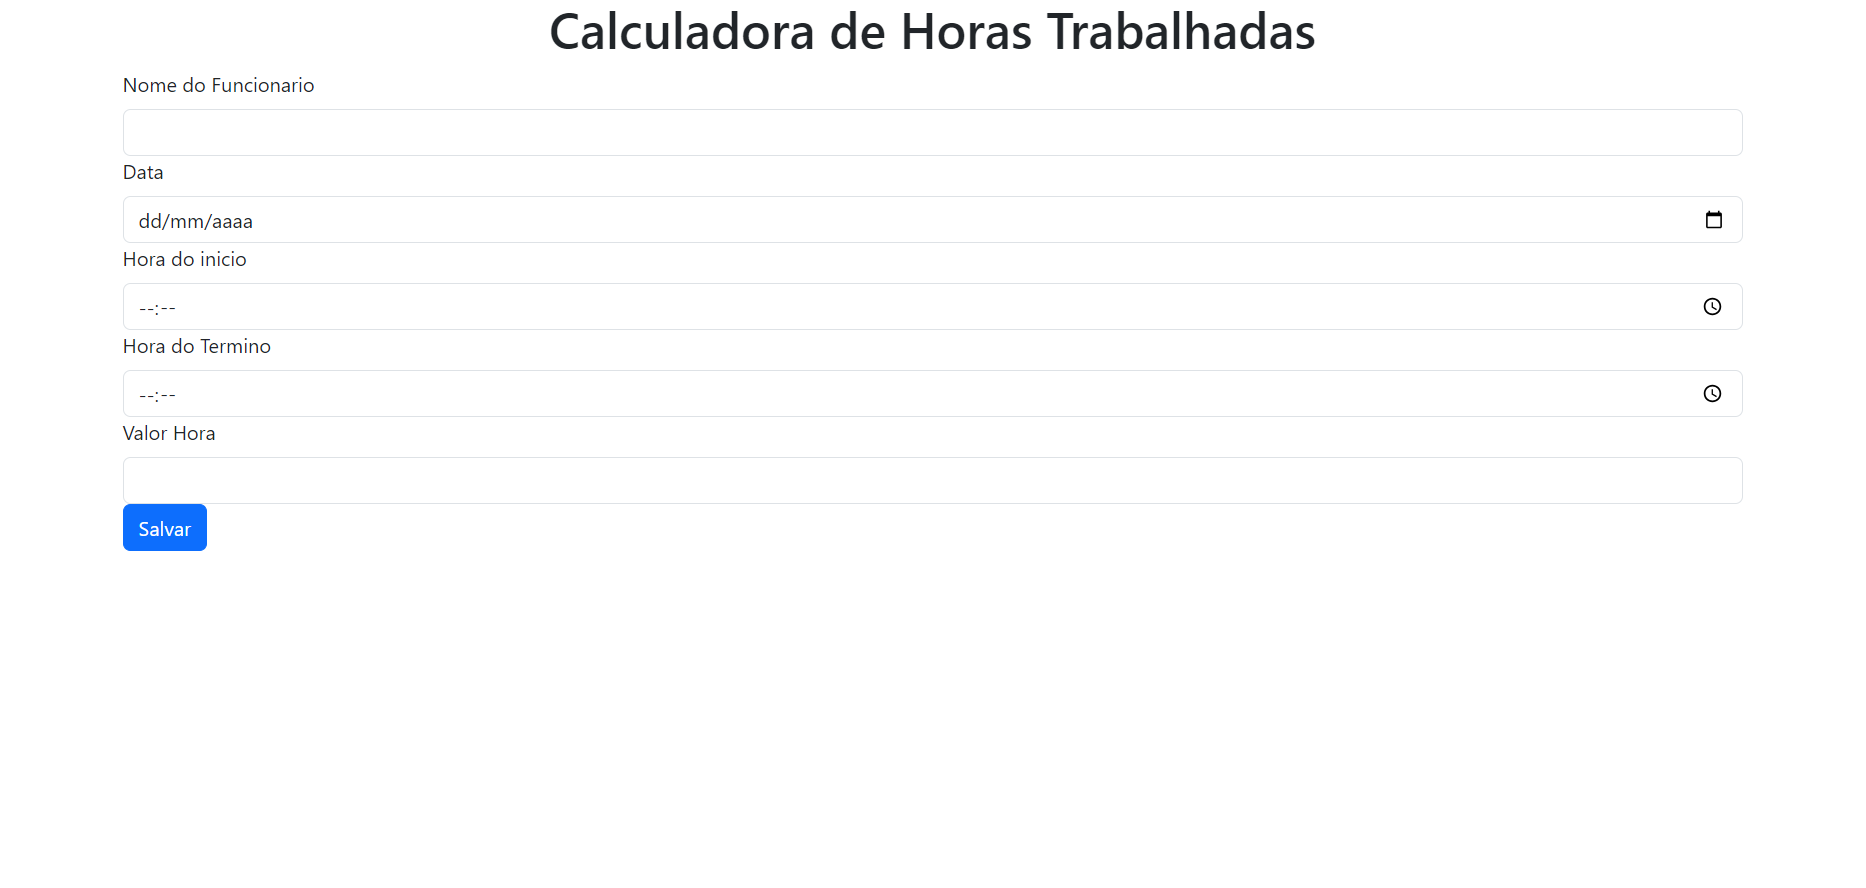 Calculadora de Horas Trabalhadas
Nome do Funcionario
Data
dd/mm/aaaa
Hora do inicio
--:--
Hora do Termino
--:--
Valor Hora
Salvar